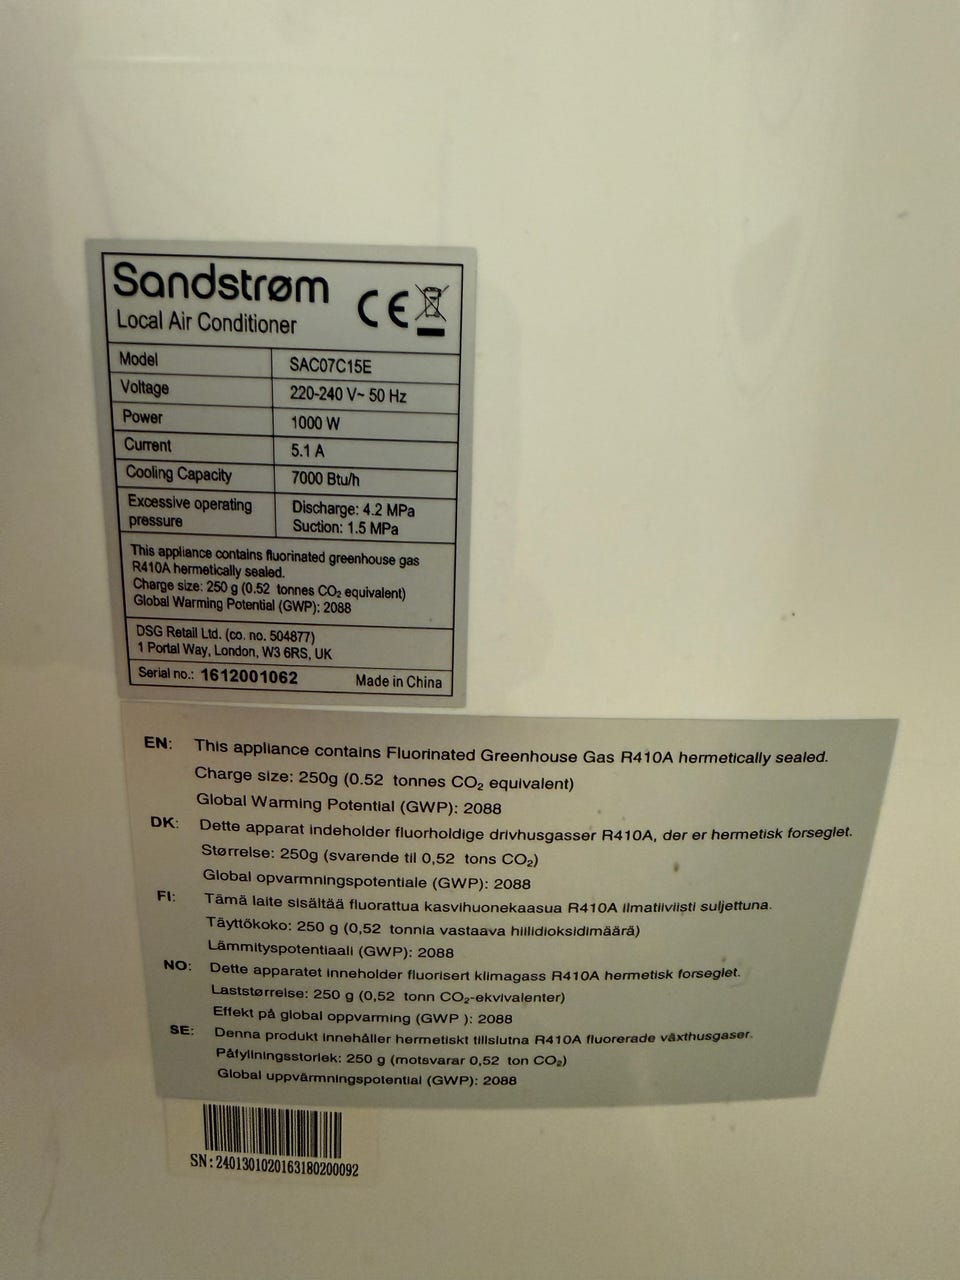 Sandstrøm
Local Air Conditioner
CE
Model SAC07C15E
Voltage 220-240 V~ 50 Hz
Power 1000 W
Current 5.1 A
Cooling Capacity 7000 Btu/h
Excessive operating pressure Discharge: 4.2 MPa
Suction: 1.5 MPa
This appliance contains fluorinated greenhouse gas
R410A hermetically sealed.
Charge size: 250 g (0.52 tonnes CO₂ equivalent)
Global Warming Potential (GWP): 2088
DSG Retail Ltd. (co. no. 504877)
1 Portal Way, London, W3 6RS, UK
Serial no.: 1612001062 Made in China
EN: This appliance contains Fluorinated Greenhouse Gas R410A hermetically sealed.
Charge size: 250g (0.52 tonnes CO₂ equivalent)
Global Warming Potential (GWP): 2088
DK: Dette apparat indeholder fluorholdige drivhusgasser R410A, der er hermetisk forseglet.
Størrelse: 250g (svarende til 0,52 tons CO₂)
Global opvarmningspotentiale (GWP): 2088
FI: Tämä laite sisältää fluorattua kasvihuonekaasua R410A ilmatiiviisti suljettuna.
Täyttökoko: 250 g (0,52 tonnia vastaava hiilidioksidimäärä)
Lämmityspotentiaali (GWP): 2088
NO: Dette apparatet inneholder fluorisert klimagass R410A hermetisk forseglet.
Laststørrelse: 250 g (0,52 tonn CO₂-ekvivalenter)
Effekt på global oppvarming (GWP ): 2088
SE: Denna produkt innehåller hermetiskt tillslutna R410A fluorerade växthusgaser.
Påfyllningsstorlek: 250 g (motsvarar 0,52 ton CO₂)
Global uppvärmningspotential (GWP): 2088
SN:2401301020163180200092